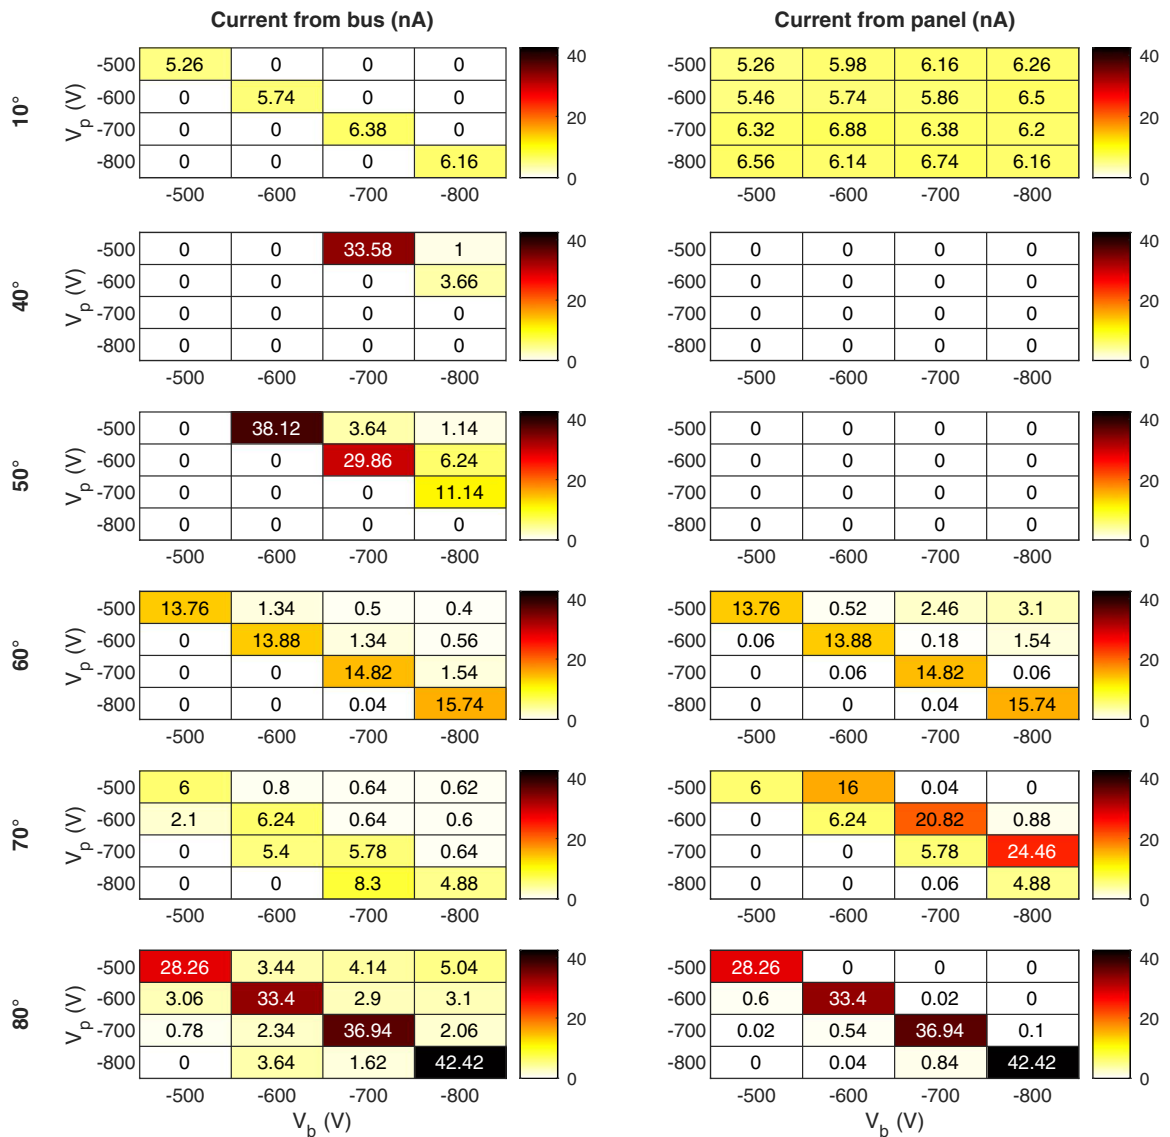 Current from bus (nA) Current from panel (nA)
10°
V_p (V)
-500 5.26 0 0 0 40 -500 5.26 5.98 6.16 6.26 40
-600 0 5.74 0 0 20 -600 5.46 5.74 5.86 6.5 20
-700 0 0 6.38 0 -700 6.32 6.88 6.38 6.2
-800 0 0 0 6.16 0 -800 6.56 6.14 6.74 6.16 0
-500 -600 -700 -800 -500 -600 -700 -800
40°
V_p (V)
-500 0 0 33.58 1 40 -500 0 0 0 0 40
-600 0 0 0 3.66 20 -600 0 0 0 0 20
-700 0 0 0 0 -700 0 0 0 0
-800 0 0 0 0 0 -800 0 0 0 0 0
-500 -600 -700 -800 -500 -600 -700 -800
50°
V_p (V)
-500 0 38.12 3.64 1.14 40 -500 0 0 0 0 40
-600 0 0 29.86 6.24 20 -600 0 0 0 0 20
-700 0 0 0 11.14 -700 0 0 0 0
-800 0 0 0 0 0 -800 0 0 0 0 0
-500 -600 -700 -800 -500 -600 -700 -800
60°
V_p (V)
-500 13.76 1.34 0.5 0.4 40 -500 13.76 0.52 2.46 3.1 40
-600 0 13.88 1.34 0.56 20 -600 0.06 13.88 0.18 1.54 20
-700 0 0 14.82 1.54 -700 0 0.06 14.82 0.06
-800 0 0 0.04 15.74 0 -800 0 0 0.04 15.74 0
-500 -600 -700 -800 -500 -600 -700 -800
70°
V_p (V)
-500 6 0.8 0.64 0.62 40 -500 6 16 0.04 0 40
-600 2.1 6.24 0.64 0.6 20 -600 0 6.24 20.82 0.88 20
-700 0 5.4 5.78 0.64 -700 0 0 5.78 24.46
-800 0 0 8.3 4.88 0 -800 0 0 0.06 4.88 0
-500 -600 -700 -800 -500 -600 -700 -800
80°
V_p (V)
-500 28.26 3.44 4.14 5.04 40 -500 28.26 0 0 0 40
-600 3.06 33.4 2.9 3.1 20 -600 0.6 33.4 0.02 0 20
-700 0.78 2.34 36.94 2.06 -700 0.02 0.54 36.94 0.1
-800 0 3.64 1.62 42.42 0 -800 0 0.04 0.84 42.42 0
-500 -600 -700 -800 -500 -600 -700 -800
V_b (V) V_b (V)